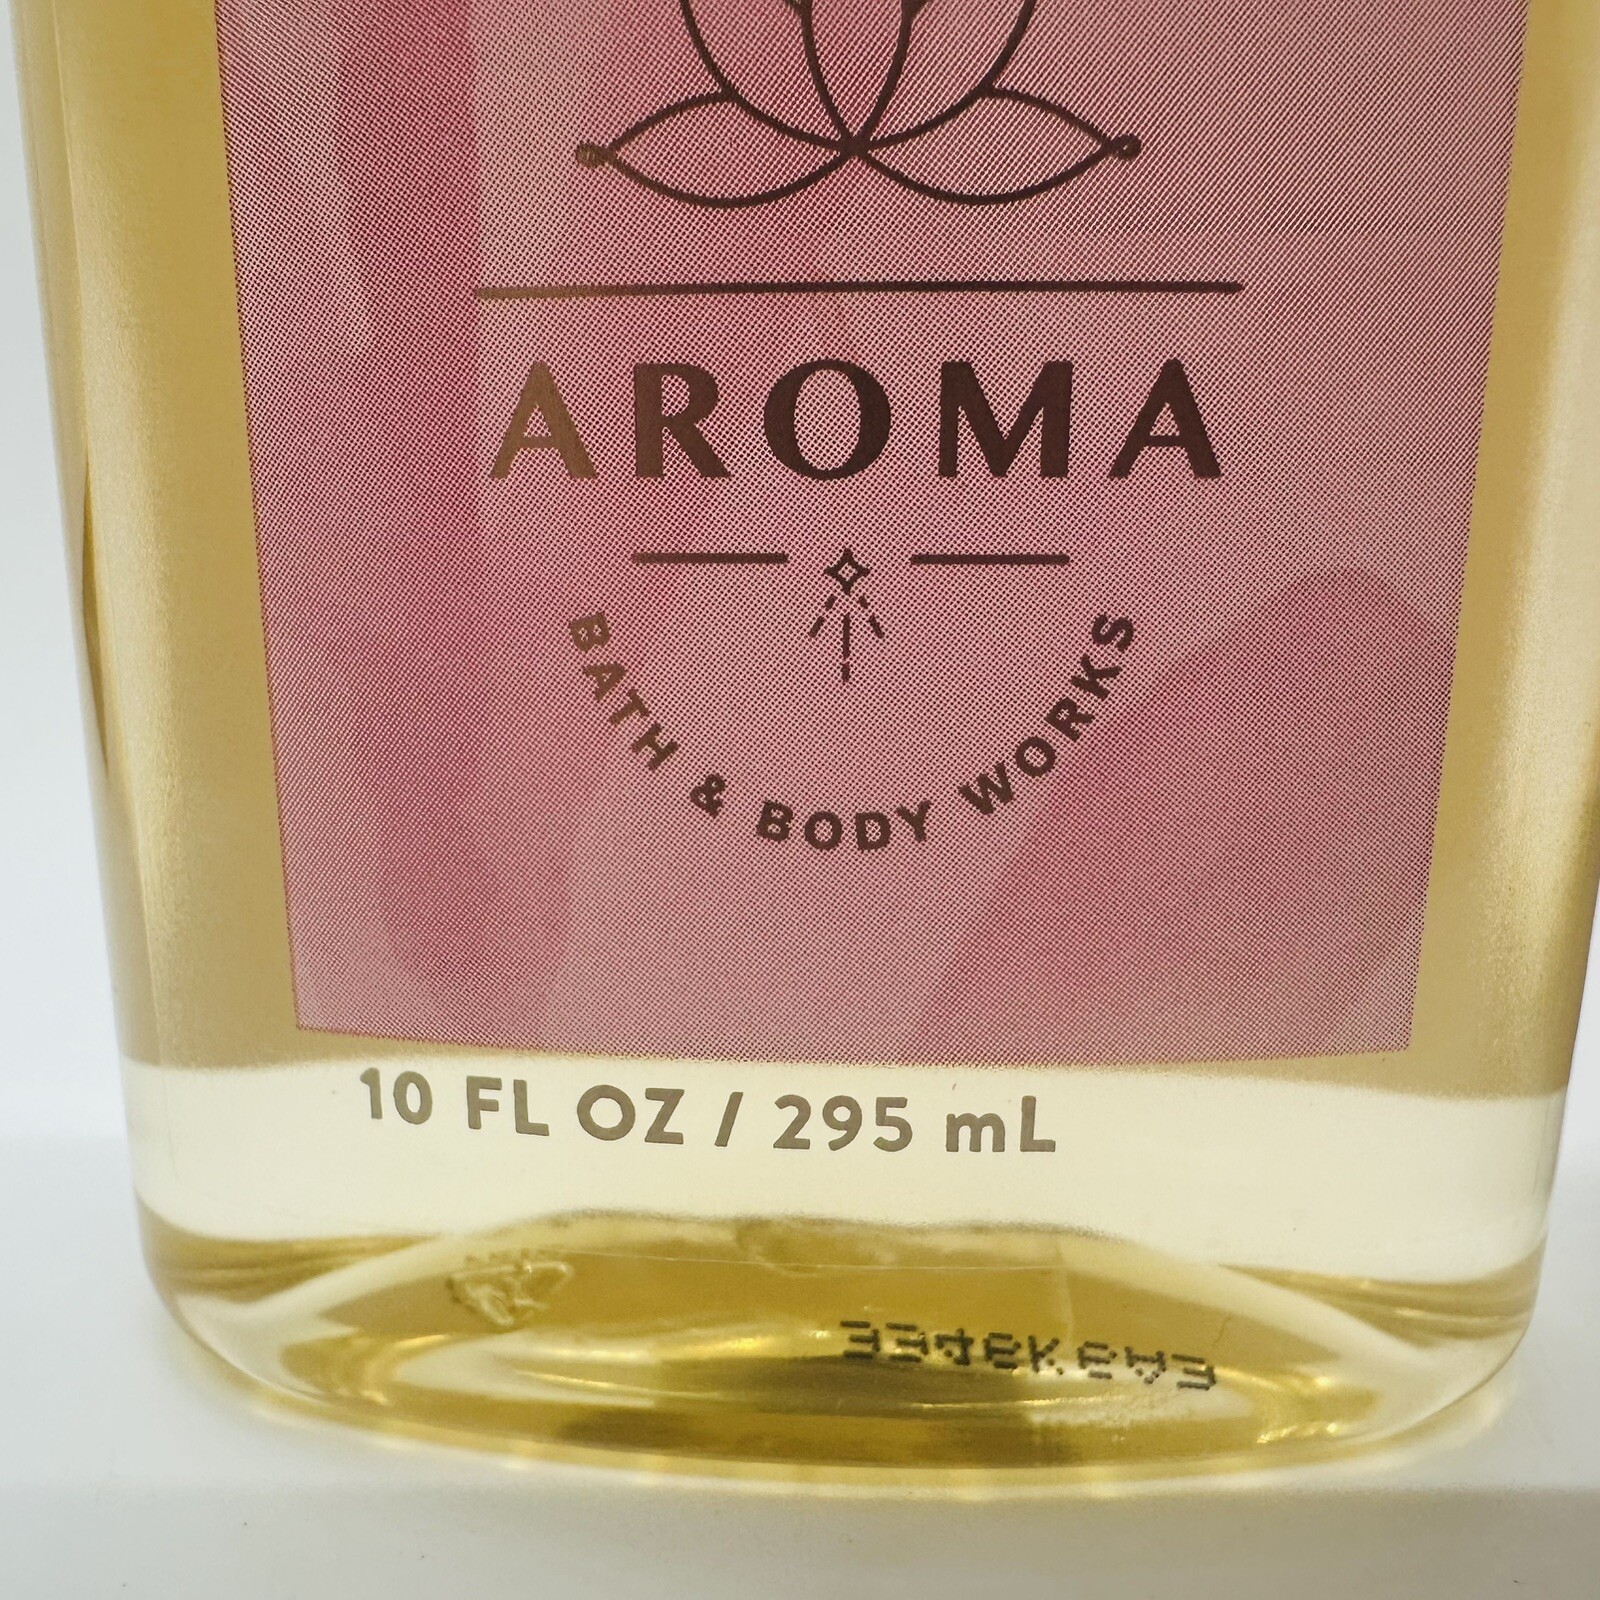 AROMA
BATH & BODY WORKS
10 FL OZ / 295 mL